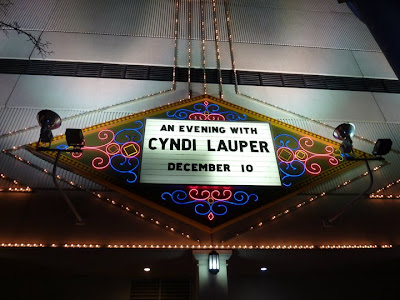 AN EVENING WITH
CYNDI LAUPER
DECEMBER 10